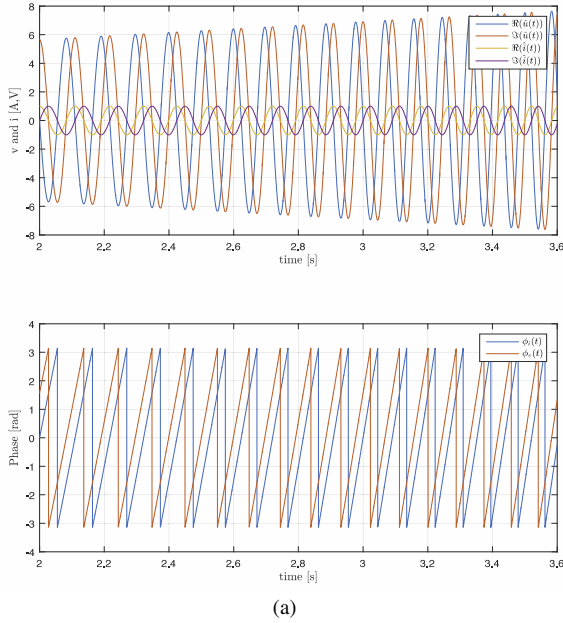 8
6
4
2
0
-2
-4
-6
-8
v and i [A,V]
ℜ(û(t))
ℑ(û(t))
ℜ(î(t))
ℑ(î(t))
2 2.2 2.4 2.6 2.8 3 3.2 3.4 3.6
time [s]
4
3
2
1
0
-1
-2
-3
-4
Phase [rad]
ϕᵢ(t)
ϕᵥ(t)
2 2.2 2.4 2.6 2.8 3 3.2 3.4 3.6
time [s]
(a)